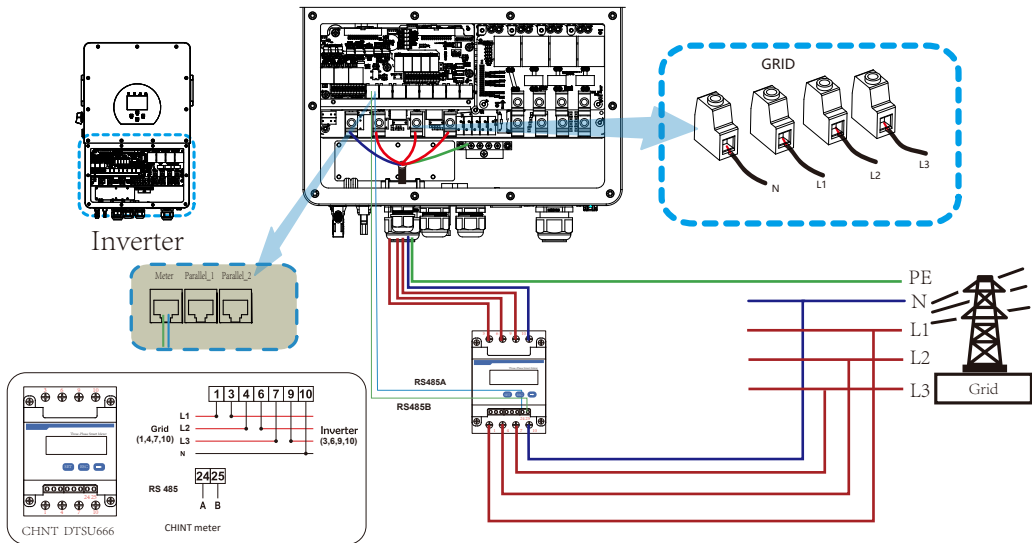 GRID
N
L1
L2
L3
Inverter
Meter
Parallel_1
Parallel_2
PE
N
L1
L2
L3
Grid
RS485A
RS485B
1 3 4 6 7 9 10
L1
L2
L3
N
Grid
(1,4,7,10)
Inverter
(3,6,9,10)
RS 485
24 25
A B
24 25
CHNT DTSU666
CHINT meter